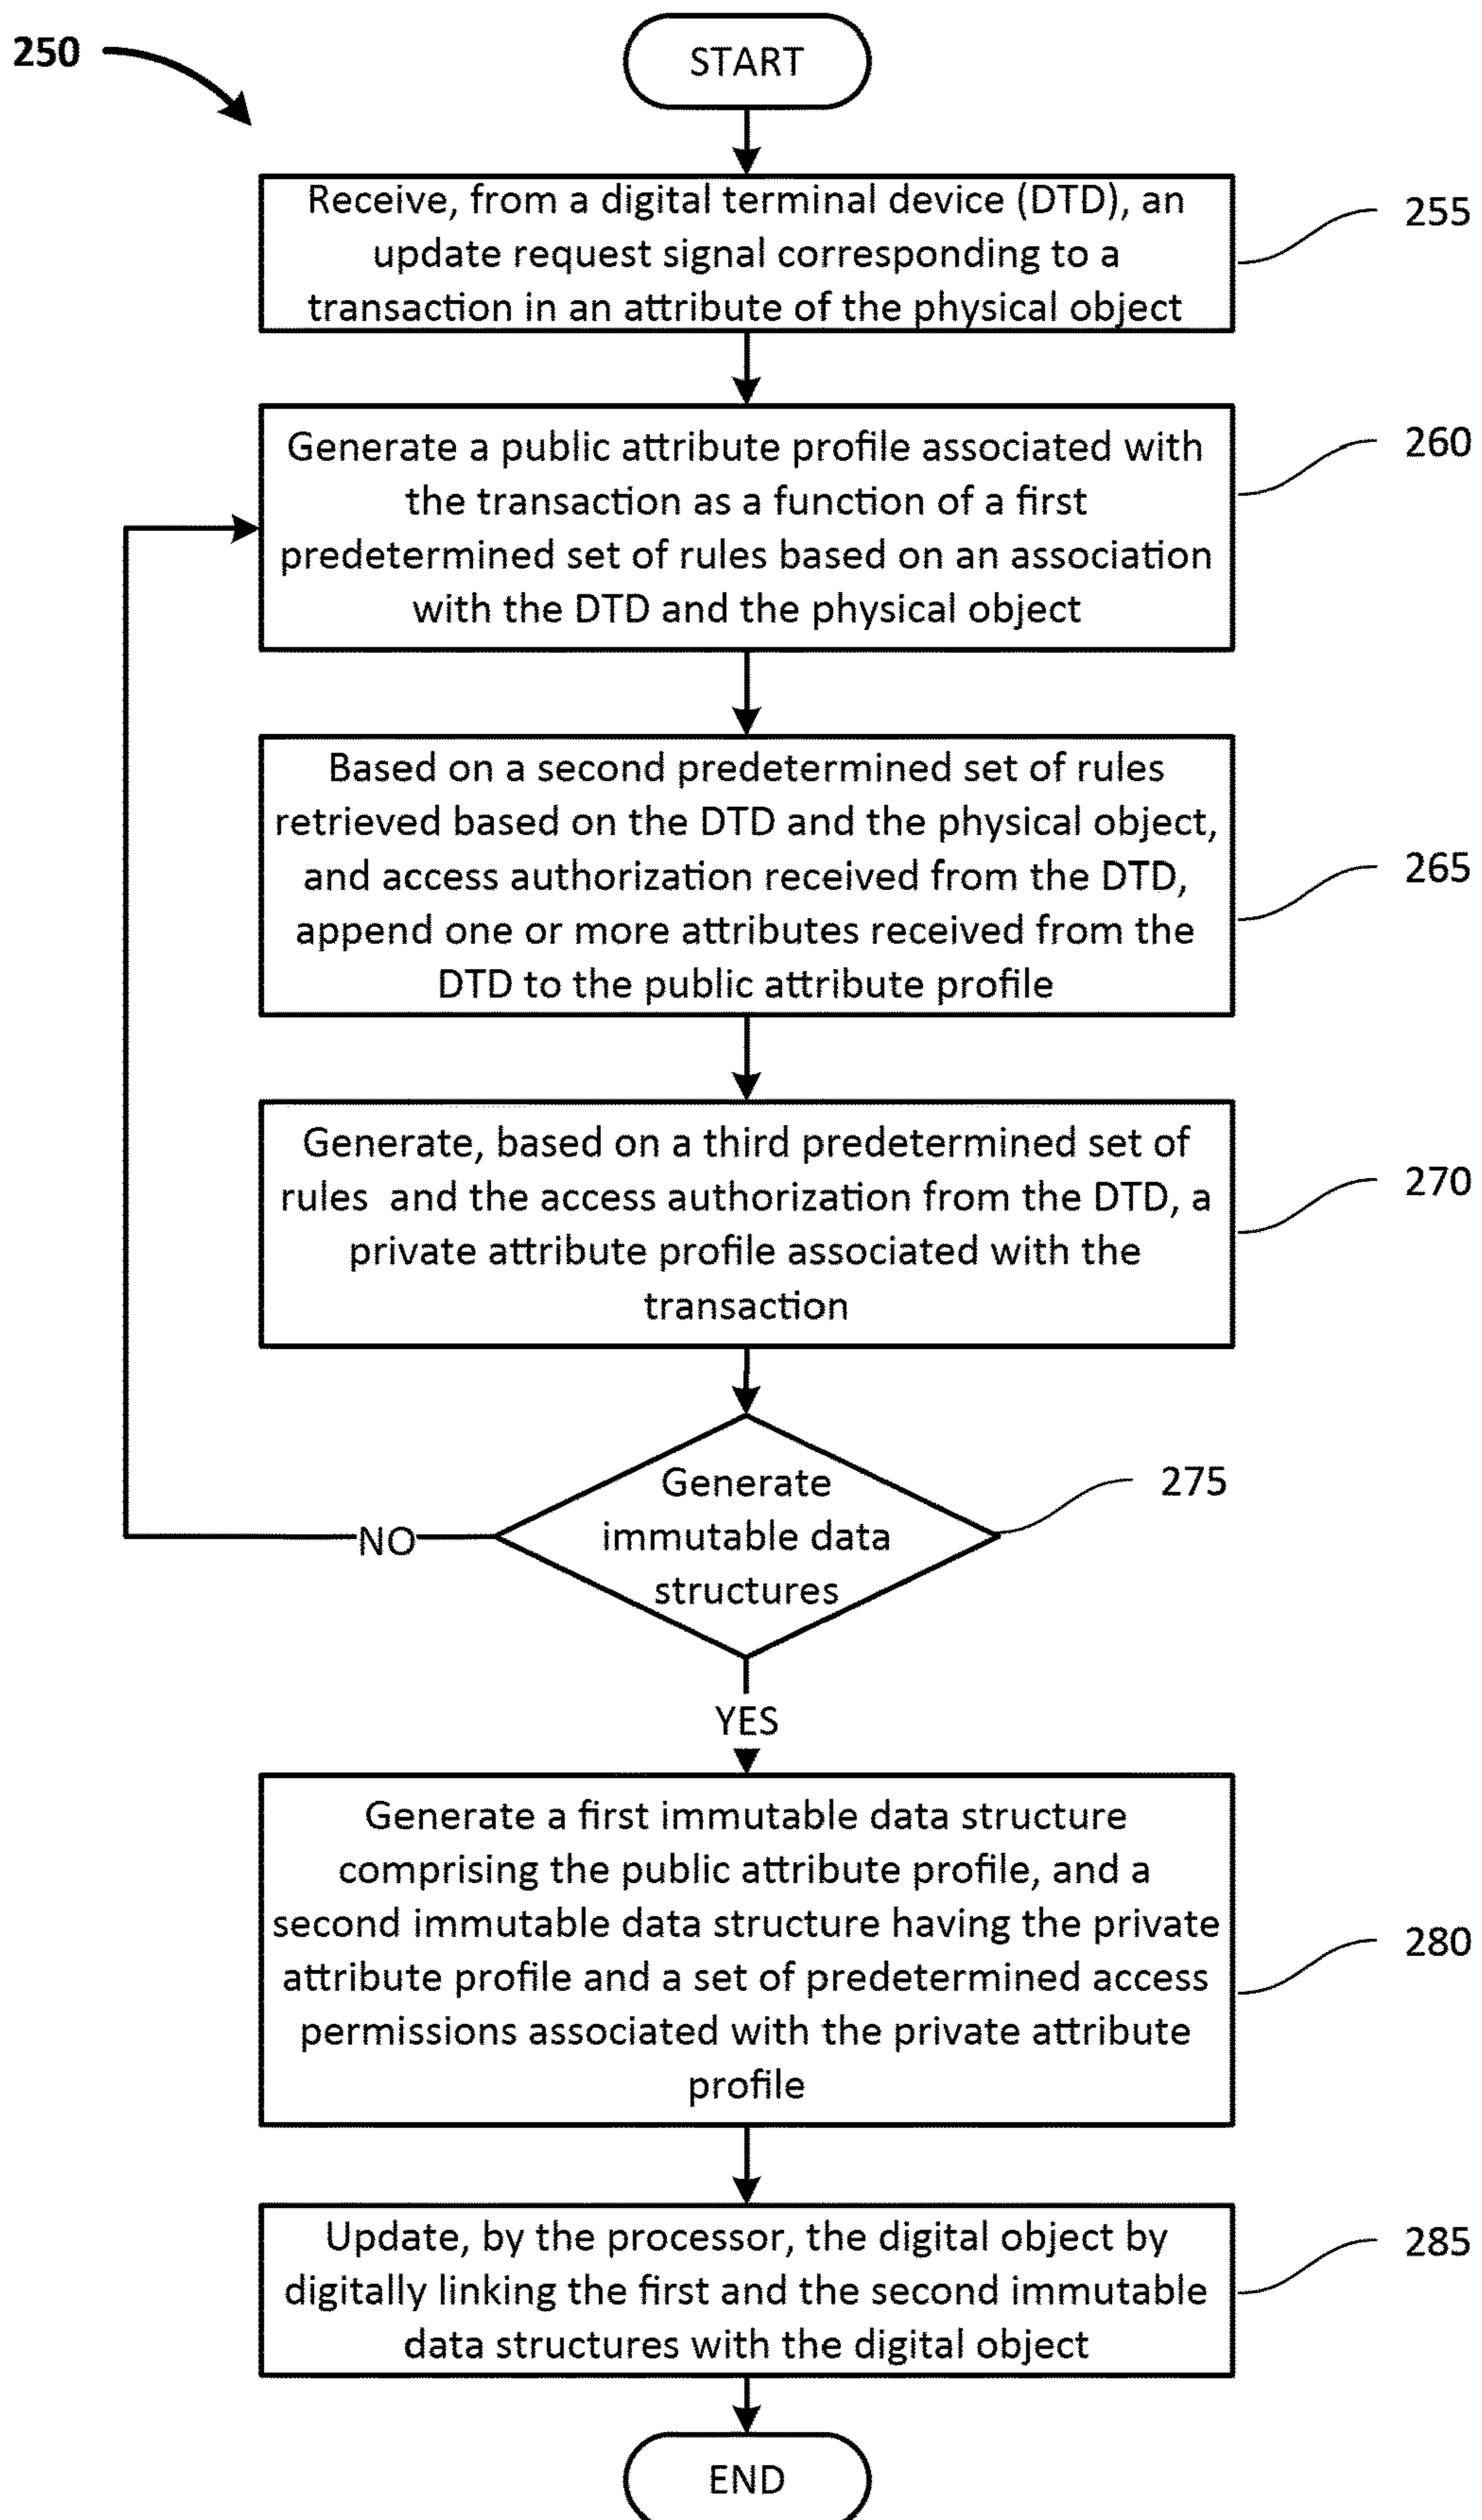 250
START
Receive, from a digital terminal device (DTD), an
update request signal corresponding to a
transaction in an attribute of the physical object
255
Generate a public attribute profile associated with
the transaction as a function of a first
predetermined set of rules based on an association
with the DTD and the physical object
260
Based on a second predetermined set of rules
retrieved based on the DTD and the physical object,
and access authorization received from the DTD,
append one or more attributes received from the
DTD to the public attribute profile
265
Generate, based on a third predetermined set of
rules and the access authorization from the DTD, a
private attribute profile associated with the
transaction
270
Generate
immutable data
structures
275
NO
YES
Generate a first immutable data structure
comprising the public attribute profile, and a
second immutable data structure having the private
attribute profile and a set of predetermined access
permissions associated with the private attribute
profile
280
Update, by the processor, the digital object by
digitally linking the first and the second immutable
data structures with the digital object
285
END